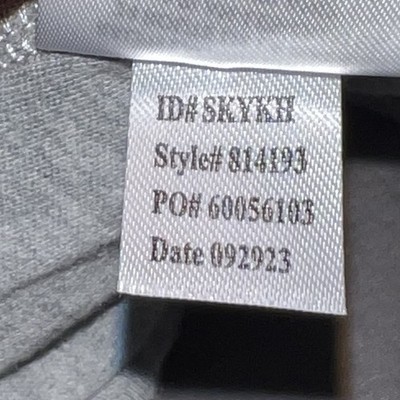 ID# SKYKH
Style# 814193
PO# 60056103
Date 092923